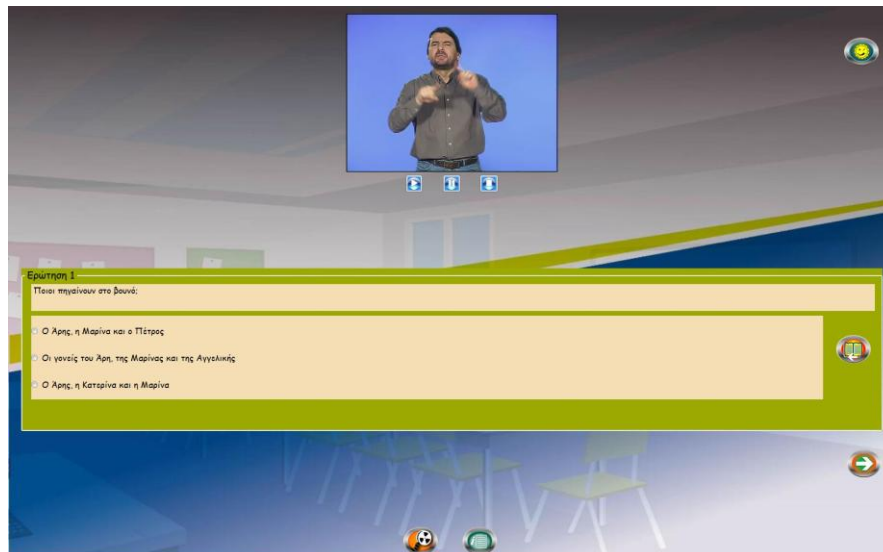 Ερώτηση 1
Ποιοι πηγαίνουν στο βουνό;
Ο Άρης, η Μαρίνα και ο Πέτρος
Οι γονείς του Άρη, της Μαρίνας και της Αγγελικής
Ο Άρης, η Κατερίνα και η Μαρίνα